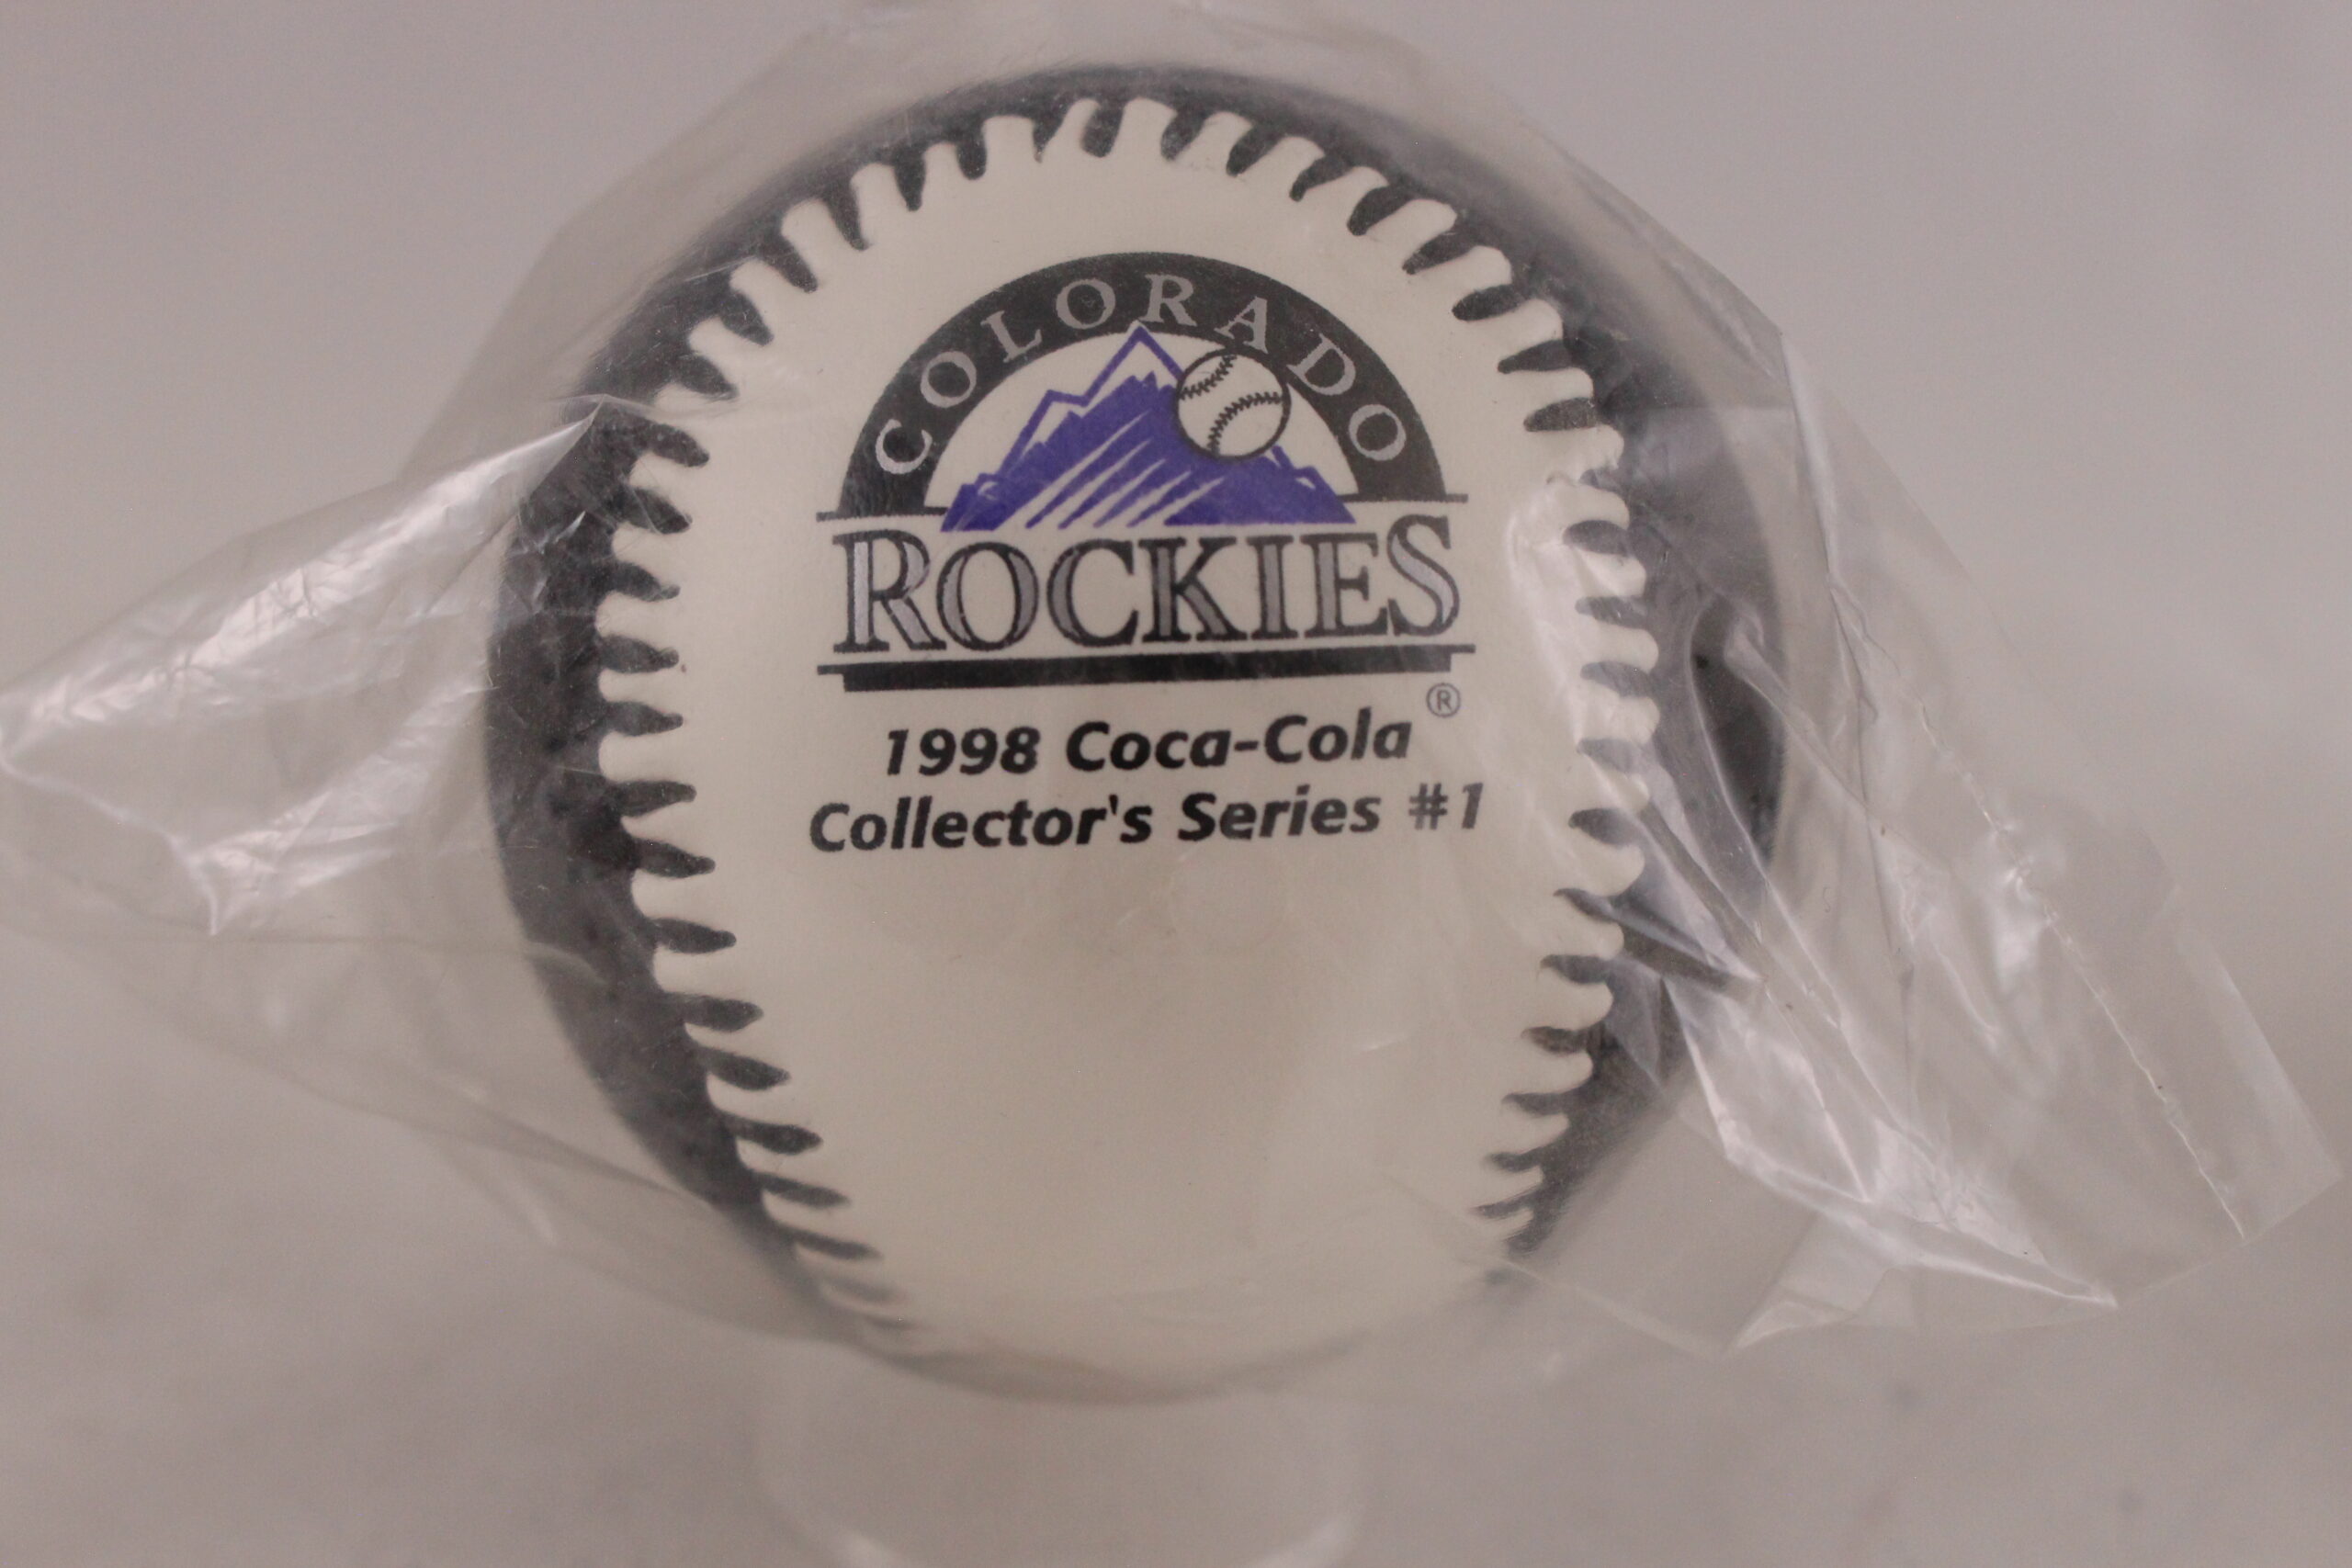 COLORADO
ROCKIES
®
1998 Coca-Cola
Collector's Series #1